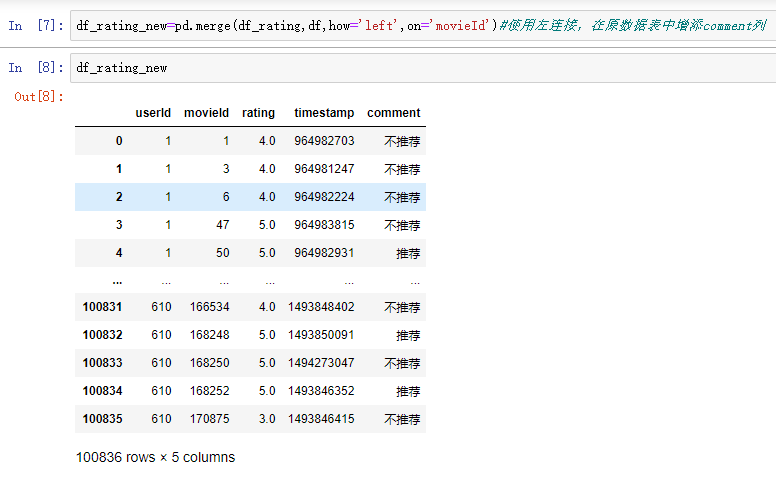 In [7]: df_rating_new=pd.merge(df_rating,df,how='left',on='movieId')#使用左连接，在原数据表中增添comment列
In [8]: df_rating_new
Out[8]:
userId movieId rating timestamp comment
0 1 1 4.0 964982703 不推荐
1 1 3 4.0 964981247 不推荐
2 1 6 4.0 964982224 不推荐
3 1 47 5.0 964983815 不推荐
4 1 50 5.0 964982931 推荐
... ... ... ... ... ...
100831 610 166534 4.0 1493848402 不推荐
100832 610 168248 5.0 1493850091 推荐
100833 610 168250 5.0 1494273047 不推荐
100834 610 168252 5.0 1493846352 推荐
100835 610 170875 3.0 1493846415 不推荐
100836 rows × 5 columns